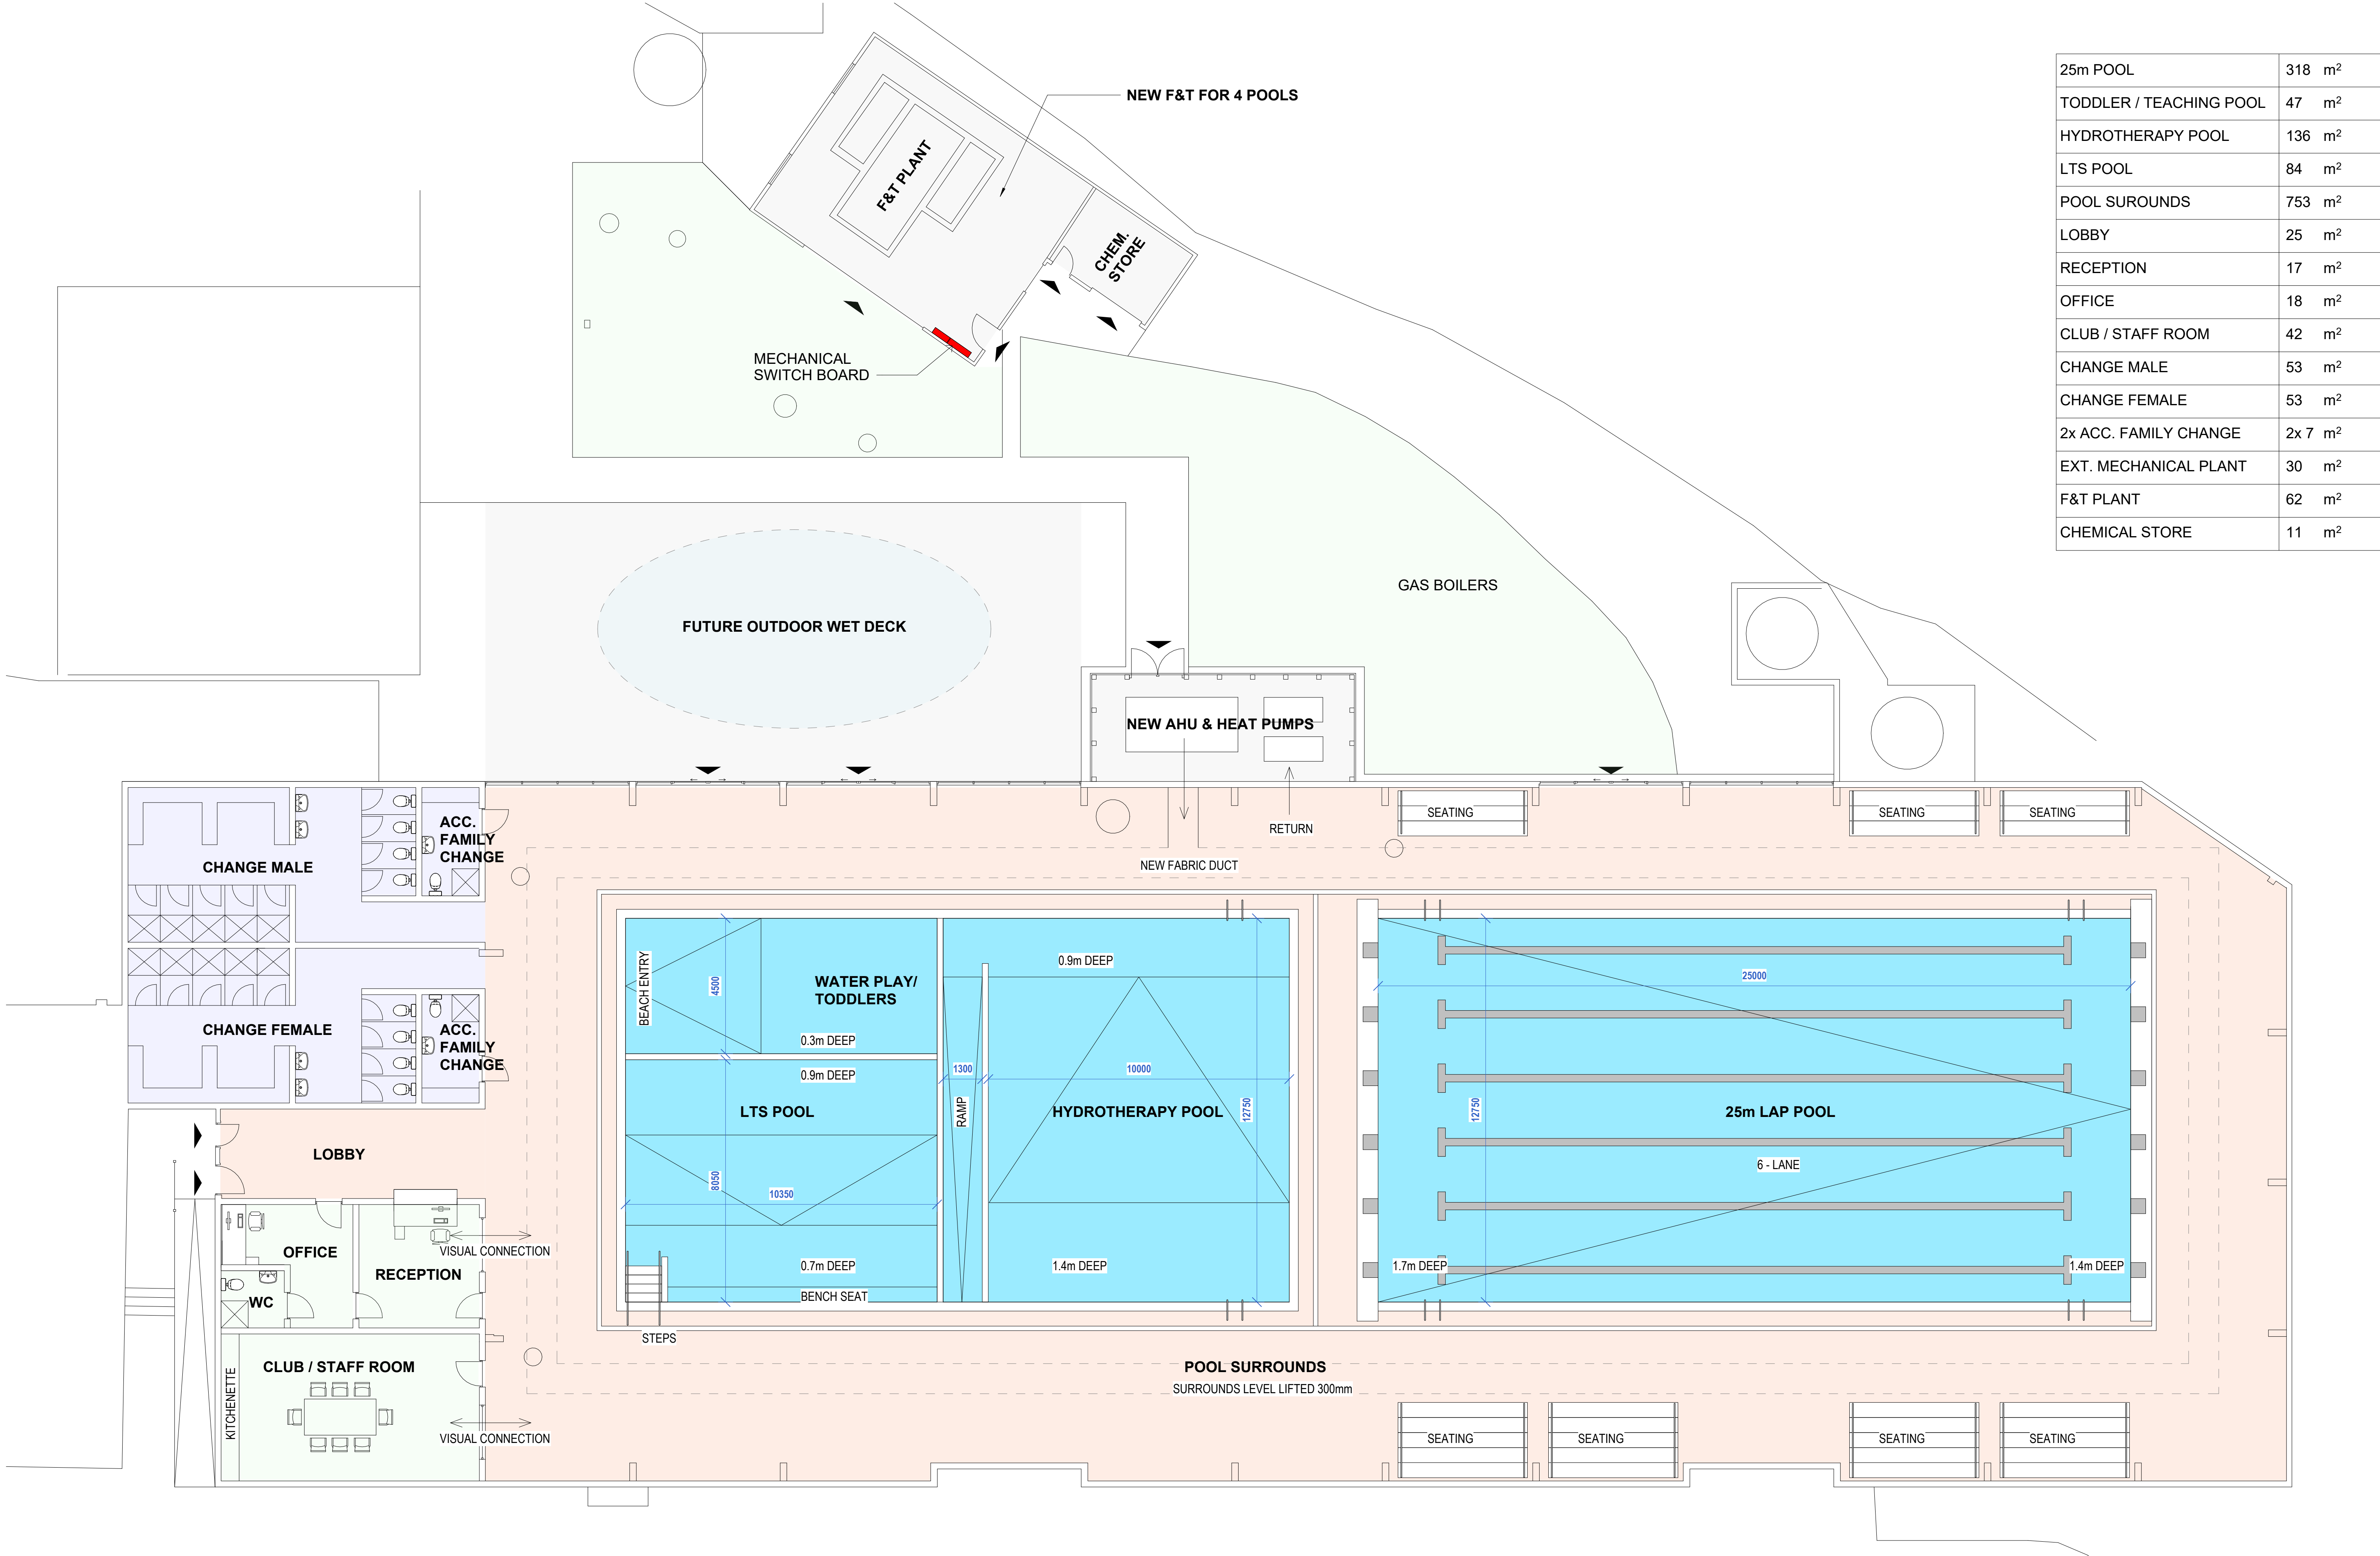 NEW F&T FOR 4 POOLS
F&T PLANT
CHEM.
STORE
MECHANICAL
SWITCH BOARD
25m POOL 318 m²
TODDLER / TEACHING POOL 47 m²
HYDROTHERAPY POOL 136 m²
LTS POOL 84 m²
POOL SUROUNDS 753 m²
LOBBY 25 m²
RECEPTION 17 m²
OFFICE 18 m²
CLUB / STAFF ROOM 42 m²
CHANGE MALE 53 m²
CHANGE FEMALE 53 m²
2x ACC. FAMILY CHANGE 2x 7 m²
EXT. MECHANICAL PLANT 30 m²
F&T PLANT 62 m²
CHEMICAL STORE 11 m²
GAS BOILERS
FUTURE OUTDOOR WET DECK
NEW AHU & HEAT PUMPS
RETURN
NEW FABRIC DUCT
SEATING
SEATING
SEATING
CHANGE MALE
ACC.
FAMILY
CHANGE
CHANGE FEMALE
ACC.
FAMILY
CHANGE
LOBBY
OFFICE
RECEPTION
WC
VISUAL CONNECTION
CLUB / STAFF ROOM
KITCHENETTE
VISUAL CONNECTION
BEACH ENTRY
4500
WATER PLAY/
TODDLERS
0.3m DEEP
0.9m DEEP
LTS POOL
8050
10350
0.7m DEEP
BENCH SEAT
STEPS
1300
RAMP
0.9m DEEP
10000
HYDROTHERAPY POOL
12750
1.4m DEEP
25000
12750
25m LAP POOL
6 - LANE
1.7m DEEP
1.4m DEEP
POOL SURROUNDS
SURROUNDS LEVEL LIFTED 300mm
SEATING
SEATING
SEATING
SEATING